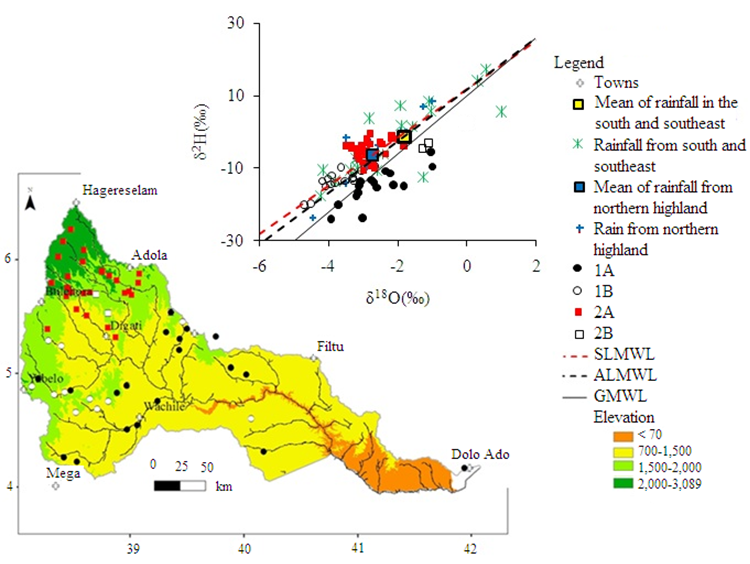 30
10
-10
-30
δ²H(‰)
-6
-4
-2
0
2
δ¹⁸O(‰)
Legend
Towns
Mean of rainfall in the
south and southeast
Rainfall from south and
southeast
Mean of rainfall from
northern highland
Rain from northern
highland
1A
1B
2A
2B
SLMWL
ALMWL
GMWL
Elevation
< 70
700-1,500
1,500-2,000
2,000-3,089
N
Hagereselam
Adola
Digati
Filtu
Yabelo
Wachile
Dolo Ado
Mega
0 25 50
km
6
5
4
39
40
41
42